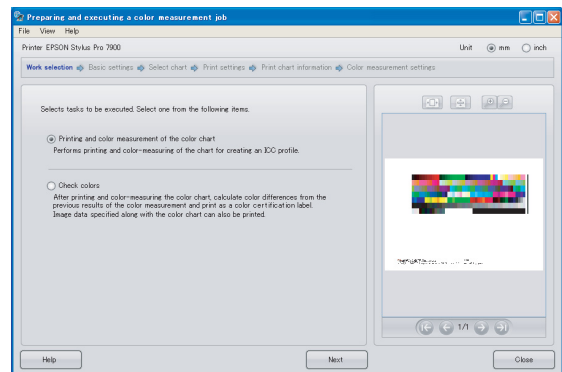 Preparing and executing a color measurement job
File View Help
Printer EPSON Stylus Pro 7900
Unit mm inch
Work selection Basic settings Select chart Print settings Print chart information Color measurement settings
Selects tasks to be executed. Select one from the following items.
Printing and color measurement of the color chart
Performs printing and color-measuring of the chart for creating an ICC profile.
Check colors
After printing and color-measuring the color chart, calculate color differences from the
previous results of the color measurement and print as a color certification label.
Image data specified along with the color chart can also be printed.
1/1
Help Next Close